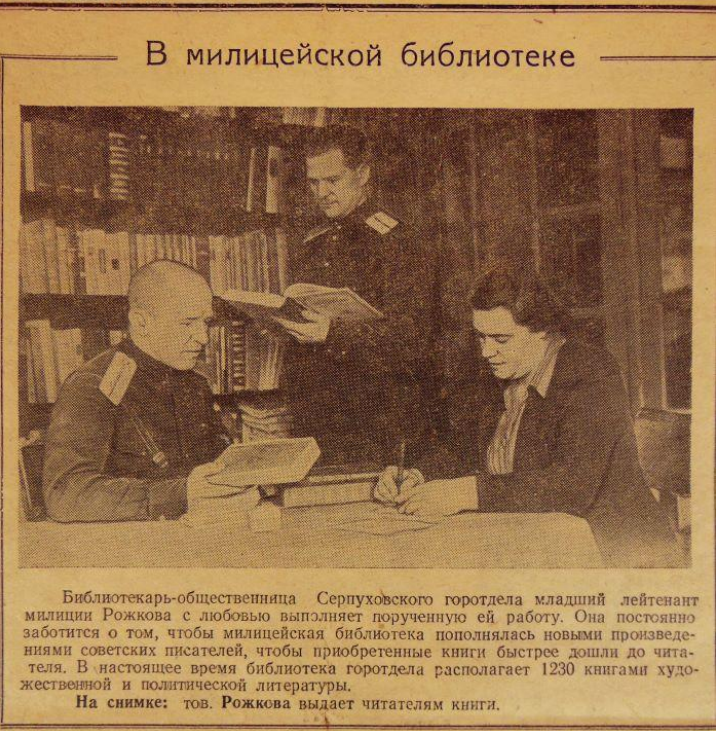 В милицейской библиотеке
Библиотекарь-общественница Серпуховского горотдела младший лейтенант
милиции Рожкова с любовью выполняет порученную ей работу. Она постоянно
заботится о том, чтобы милицейская библиотека пополнялась новыми произведе-
ниями советских писателей, чтобы приобретенные книги быстрее дошли до чита-
теля. В настоящее время библиотека горотдела располагает 1230 книгами худо-
жественной и политической литературы.
На снимке: тов. Рожкова выдает читателям книги.